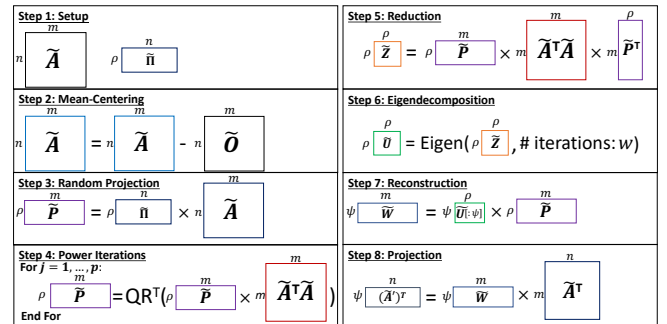 Step 1: Setup
m
n Ã
n
ρ Π̃
Step 2: Mean-Centering
m m m
n Ã = n Ã - n Õ
Step 3: Random Projection
m n m
ρ P̃ = ρ Π̃ × n Ã
Step 4: Power Iterations
For j = 1, ..., p:
m m m
ρ P̃ = QRᵀ(ρ P̃ × m ÃᵀÃ)
End For
Step 5: Reduction
ρ m m ρ
ρ Z̃ = ρ P̃ × m ÃᵀÃ × m P̃ᵀ
Step 6: Eigendecomposition
ρ ρ
ρ Ũ = Eigen(ρ Z̃, # iterations: w)
Step 7: Reconstruction
m ρ m
ψ W̃ = ψ Ũ[:ψ] × ρ P̃
Step 8: Projection
n m n
ψ (Ã′)ᵀ = ψ W̃ × m Ãᵀ